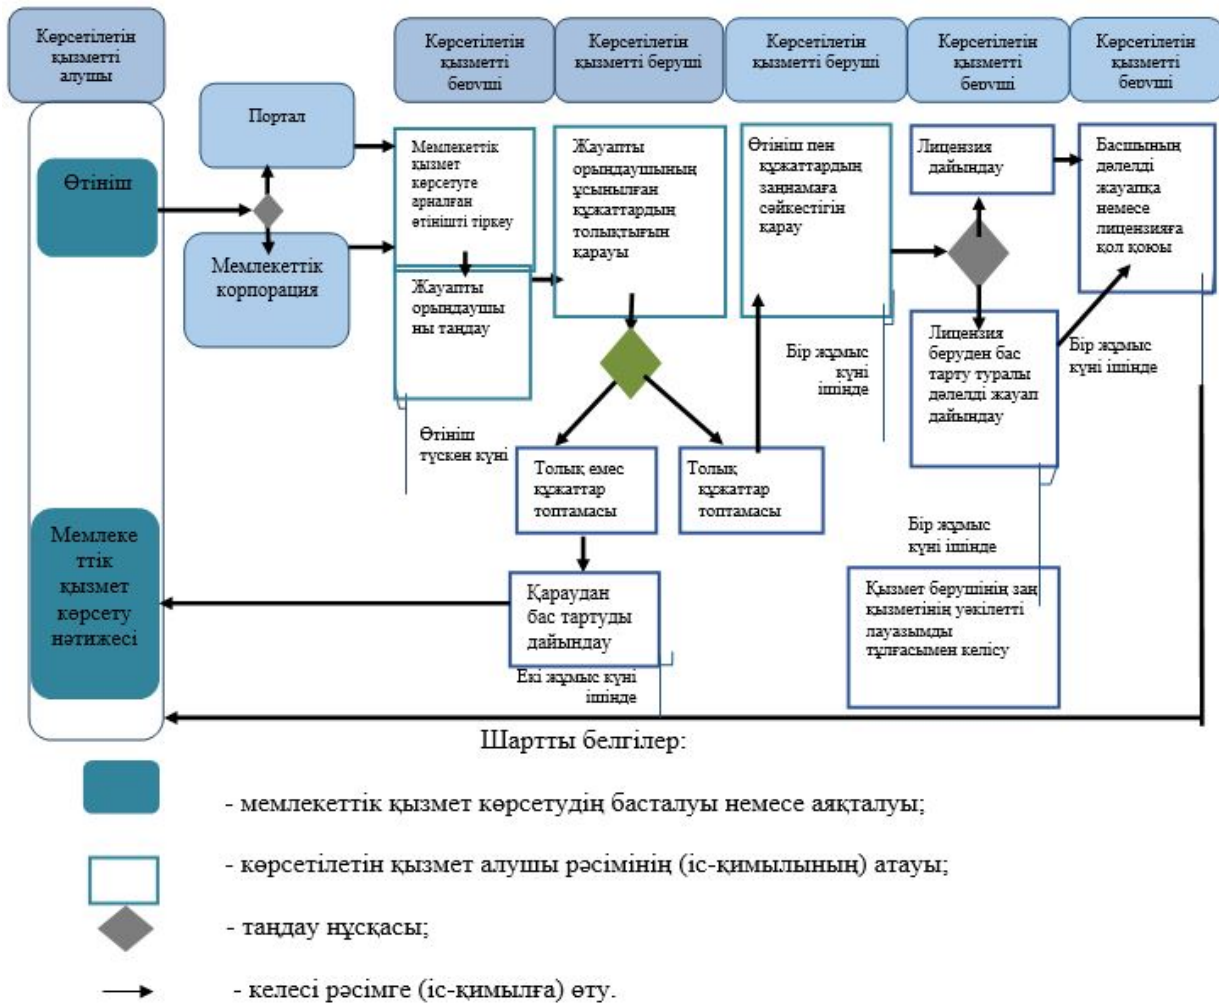 Көрсетілетін
қызметті
алушы
Көрсетілетін
қызметті
беруші
Көрсетілетін
қызметті беруші
Көрсетілетін
қызметті беруші
Көрсетілетін
қызметті
беруші
Көрсетілетін
қызметті
беруші
Портал
Өтініш
Мемлекеттік
корпорация
Мемлекеттік
қызмет
көрсетуге
арналған
өтінішті тіркеу
Жауапты
орындаушы
ны таңдау
Өтініш
түскен күні
Жауапты
орындаушының
ұсынылған
құжаттардың
толықтығын
қарауы
Толық емес
құжаттар
топтамасы
Толық
құжаттар
топтамасы
Қараудан
бас тартуды
дайындау
Екі жұмыс күні
ішінде
Өтініш пен
құжаттардың
заңнамаға
сәйкестігін
қарау
Бір жұмыс
күні
ішінде
Лицензия
дайындау
Лицензия
беруден бас
тарту туралы
дәлелді жауап
дайындау
Бір жұмыс
күні ішінде
Қызмет берушінің заң
қызметінің уәкілетті
лауазымды
тұлғасымен келісу
Басшының
дәлелді
жауапқа
немесе
лицензияға
қол қоюы
Бір жұмыс
күні ішінде
Мемлеке
ттік
қызмет
көрсету
нәтижесі
Шартты белгілер:
- мемлекеттік қызмет көрсетудің басталуы немесе аяқталуы;
- көрсетілетін қызмет алушы рәсімінің (іс-қимылының) атауы;
- таңдау нұсқасы;
- келесі рәсімге (іс-қимылға) өту.